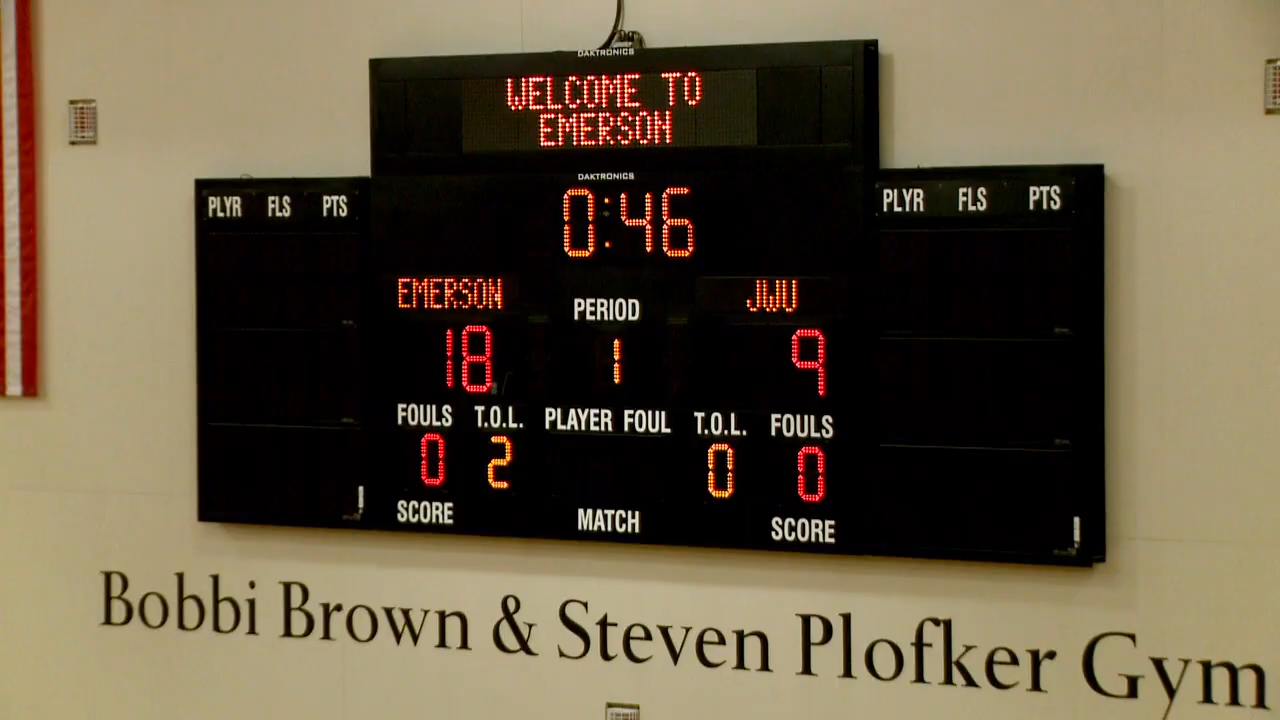 DAKTRONICS
WELCOME TO
EMERSON
DAKTRONICS
PLYR FLS PTS
0:46
PLYR FLS PTS
EMERSON PERIOD JWU
18 1 9
FOULS T.O.L. PLAYER FOUL T.O.L. FOULS
0 2 0 0
SCORE MATCH SCORE
Bobbi Brown & Steven Plofker Gym